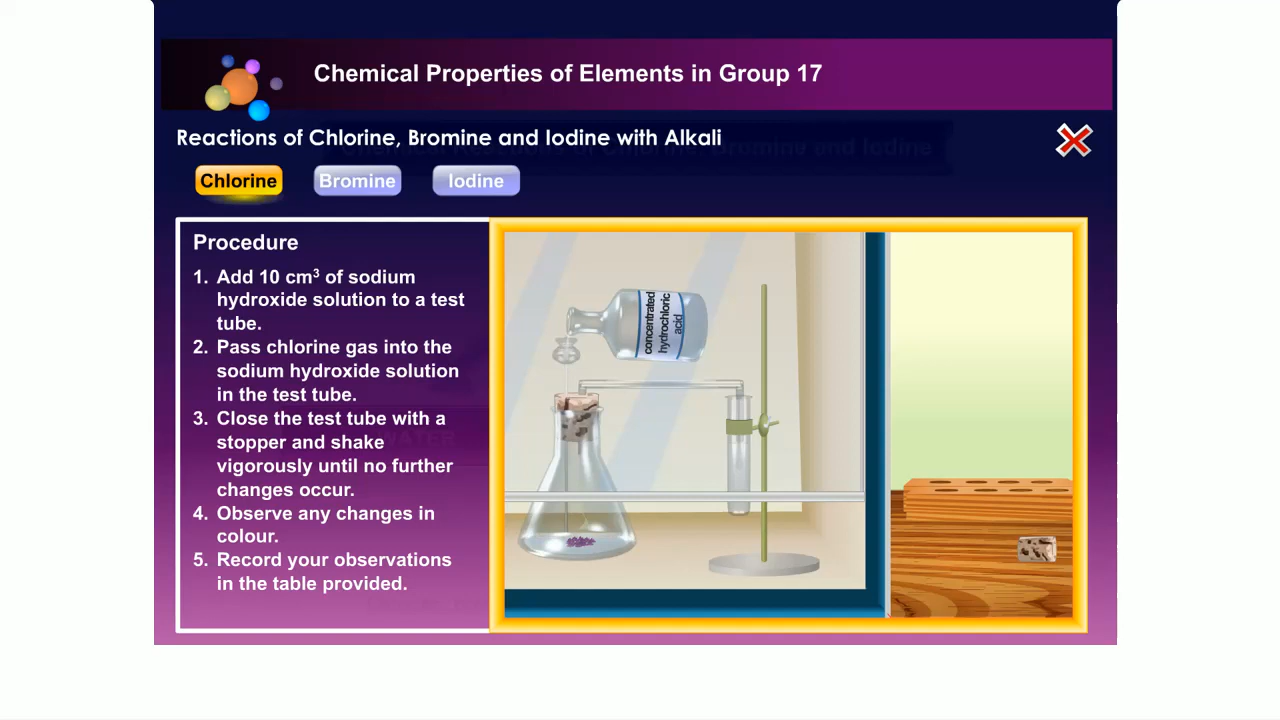 Chemical Properties of Elements in Group 17
Reactions of Chlorine, Bromine and Iodine with Alkali
Chlorine
Bromine
Iodine
Procedure
1. Add 10 cm³ of sodium
hydroxide solution to a test
tube.
2. Pass chlorine gas into the
sodium hydroxide solution
in the test tube.
3. Close the test tube with a
stopper and shake
vigorously until no further
changes occur.
4. Observe any changes in
colour.
5. Record your observations
in the table provided.
concentrated
hydrochloric
acid